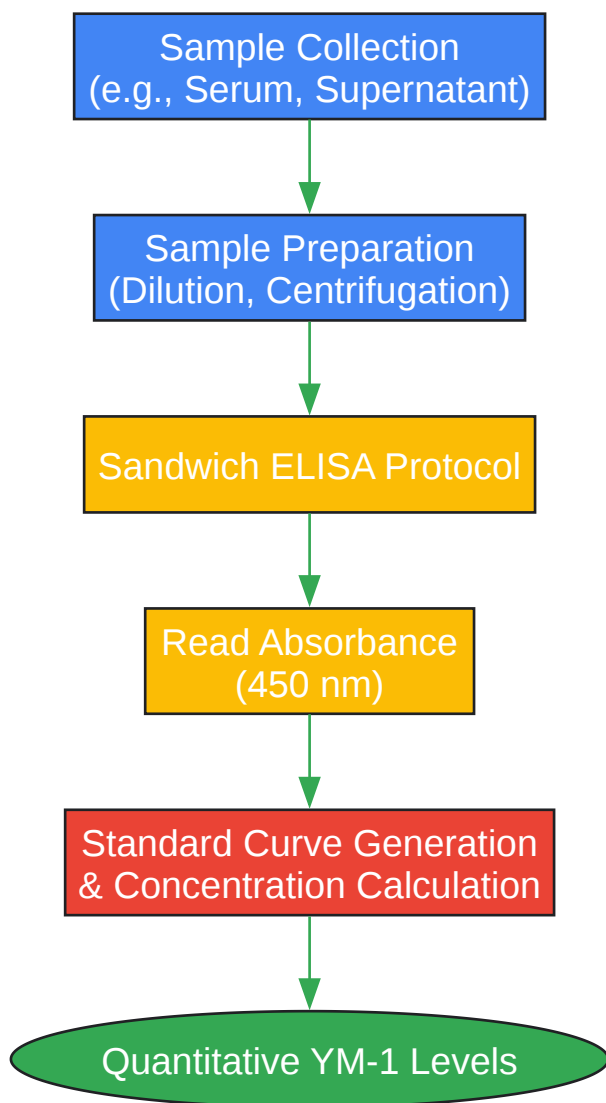 Sample Collection
(e.g., Serum, Supernatant)
Sample Preparation
(Dilution, Centrifugation)
Sandwich ELISA Protocol
Read Absorbance
(450 nm)
Standard Curve Generation
& Concentration Calculation
Quantitative YM-1 Levels